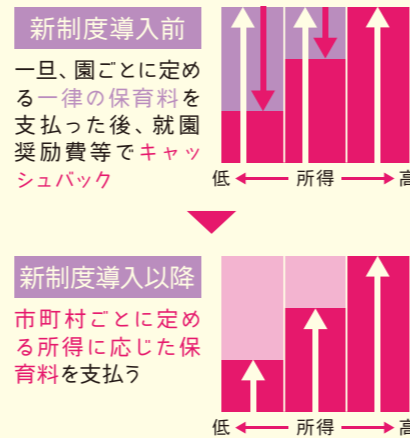 新制度導入前
一旦、園ごとに定め
る一律の保育料を
支払った後、就園
奨励費等でキャッ
シュバック
低 所得 高
新制度導入以降
市町村ごとに定め
る所得に応じた保
育料を支払う
低 所得 高